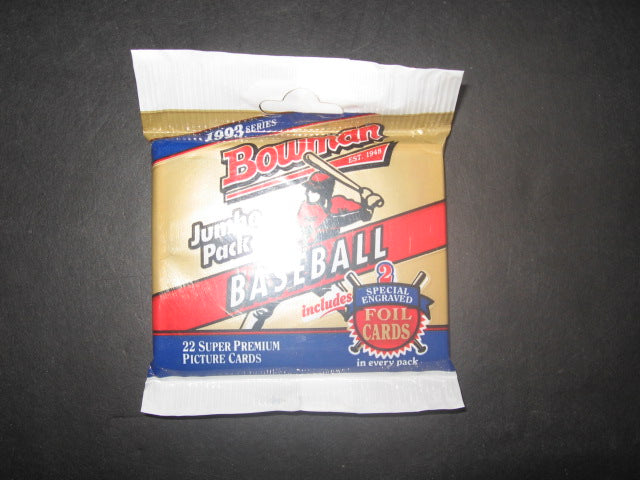 1993 SERIES
Bowman
EST. 1948
Jumbo
Pack
BASEBALL
includes
2
SPECIAL
ENGRAVED
FOIL
CARDS
in every pack
22 SUPER PREMIUM
PICTURE CARDS